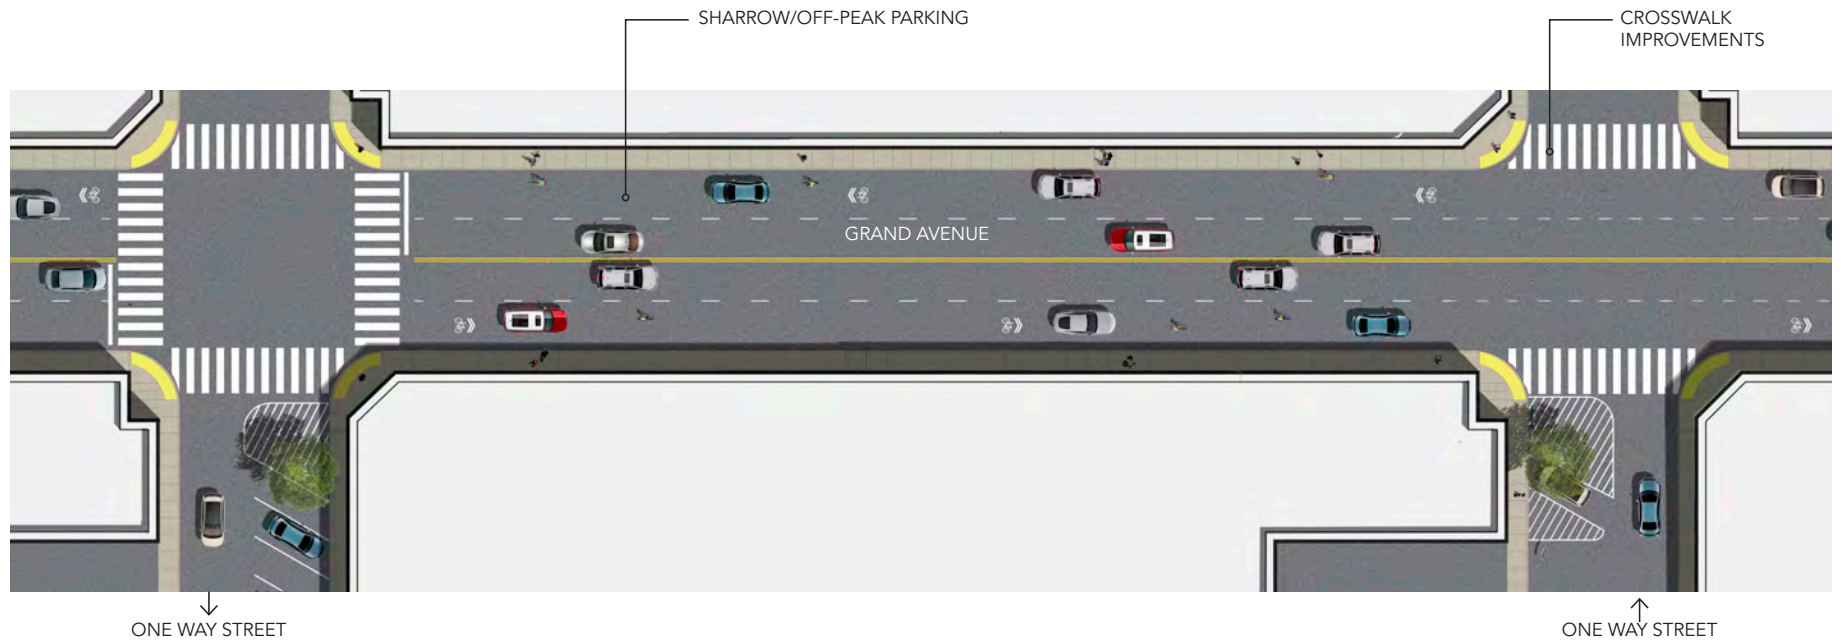 SHARROW/OFF-PEAK PARKING
CROSSWALK
IMPROVEMENTS
GRAND AVENUE
ONE WAY STREET
ONE WAY STREET